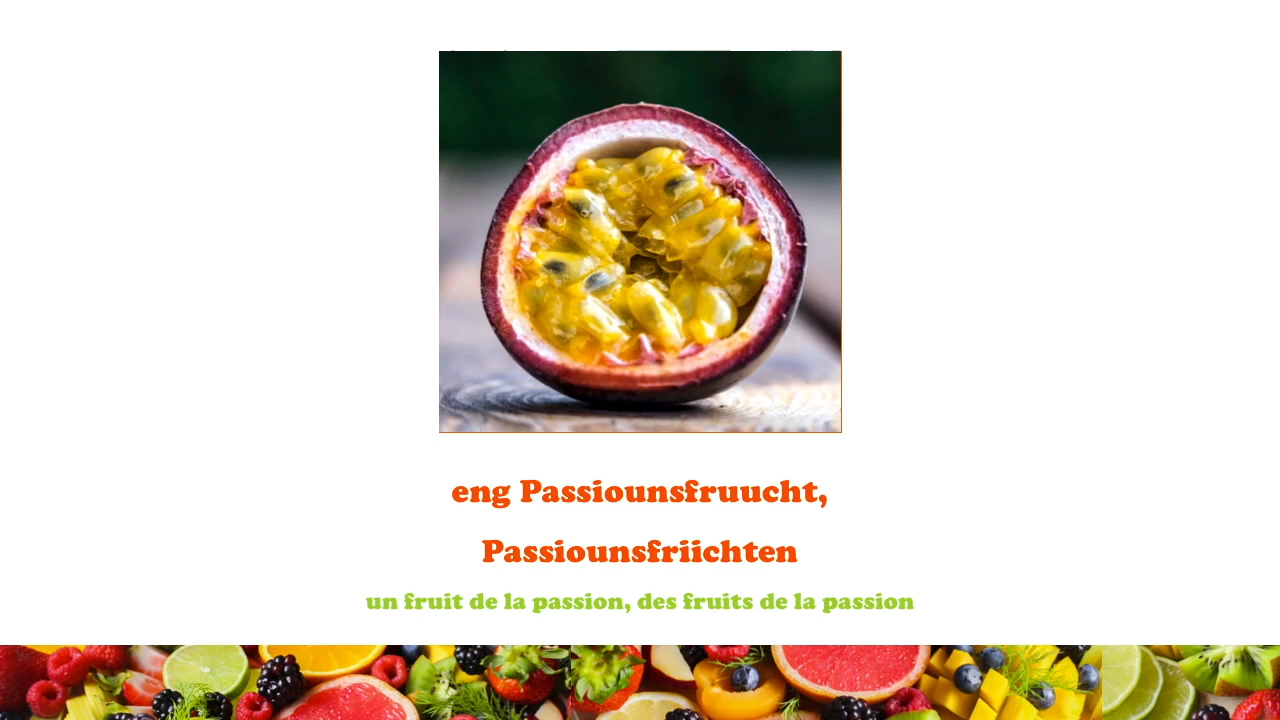 eng Passiounsfruucht,
Passiounsfriichten
un fruit de la passion, des fruits de la passion